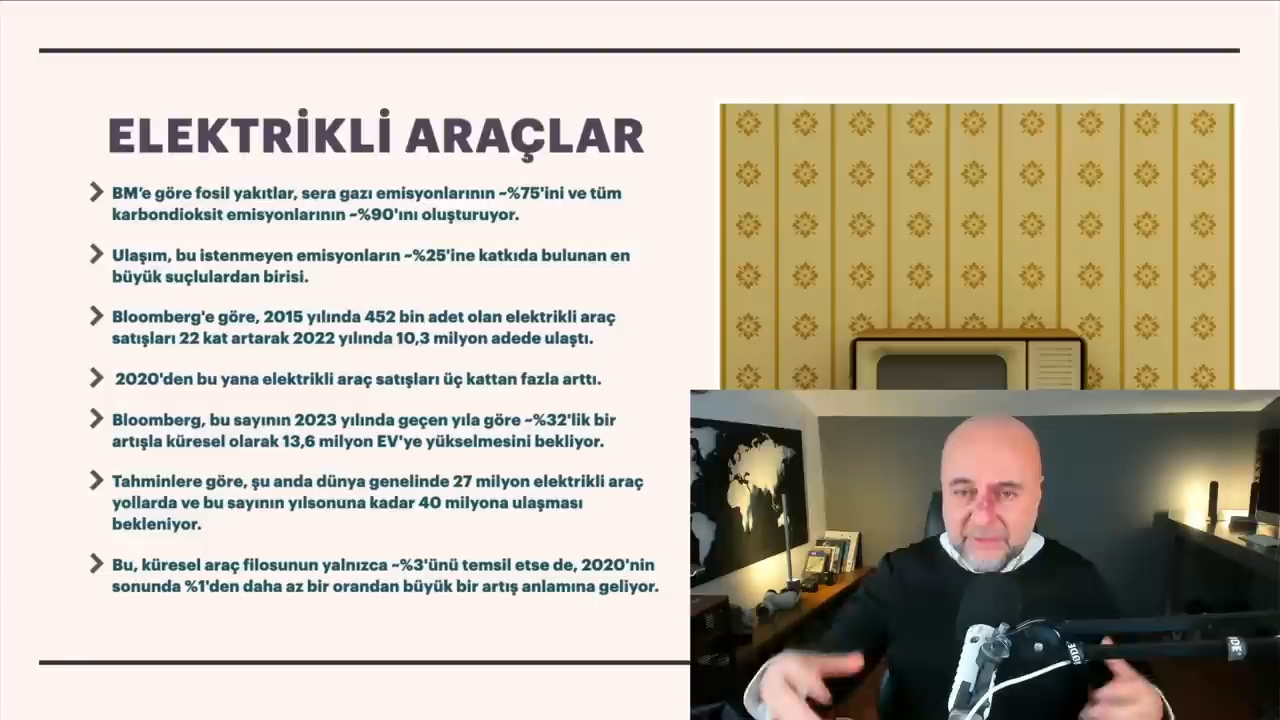 ELEKTRİKLİ ARAÇLAR
BM'e göre fosil yakıtlar, sera gazı emisyonlarının ~%75'ini ve tüm
karbondioksit emisyonlarının ~%90'ını oluşturuyor.
Ulaşım, bu istenmeyen emisyonların ~%25'ine katkıda bulunan en
büyük suçlulardan birisi.
Bloomberg'e göre, 2015 yılında 452 bin adet olan elektrikli araç
satışları 22 kat artarak 2022 yılında 10,3 milyon adede ulaştı.
2020'den bu yana elektrikli araç satışları üç kattan fazla arttı.
Bloomberg, bu sayının 2023 yılında geçen yıla göre ~%32'lik bir
artışla küresel olarak 13,6 milyon EV'ye yükselmesini bekliyor.
Tahminlere göre, şu anda dünya genelinde 27 milyon elektrikli araç
yollarda ve bu sayının yılsonuna kadar 40 milyona ulaşması
bekleniyor.
Bu, küresel araç filosunun yalnızca ~%3'ünü temsil etse de, 2020'nin
sonunda %1'den daha az bir orandan büyük bir artış anlamına geliyor.